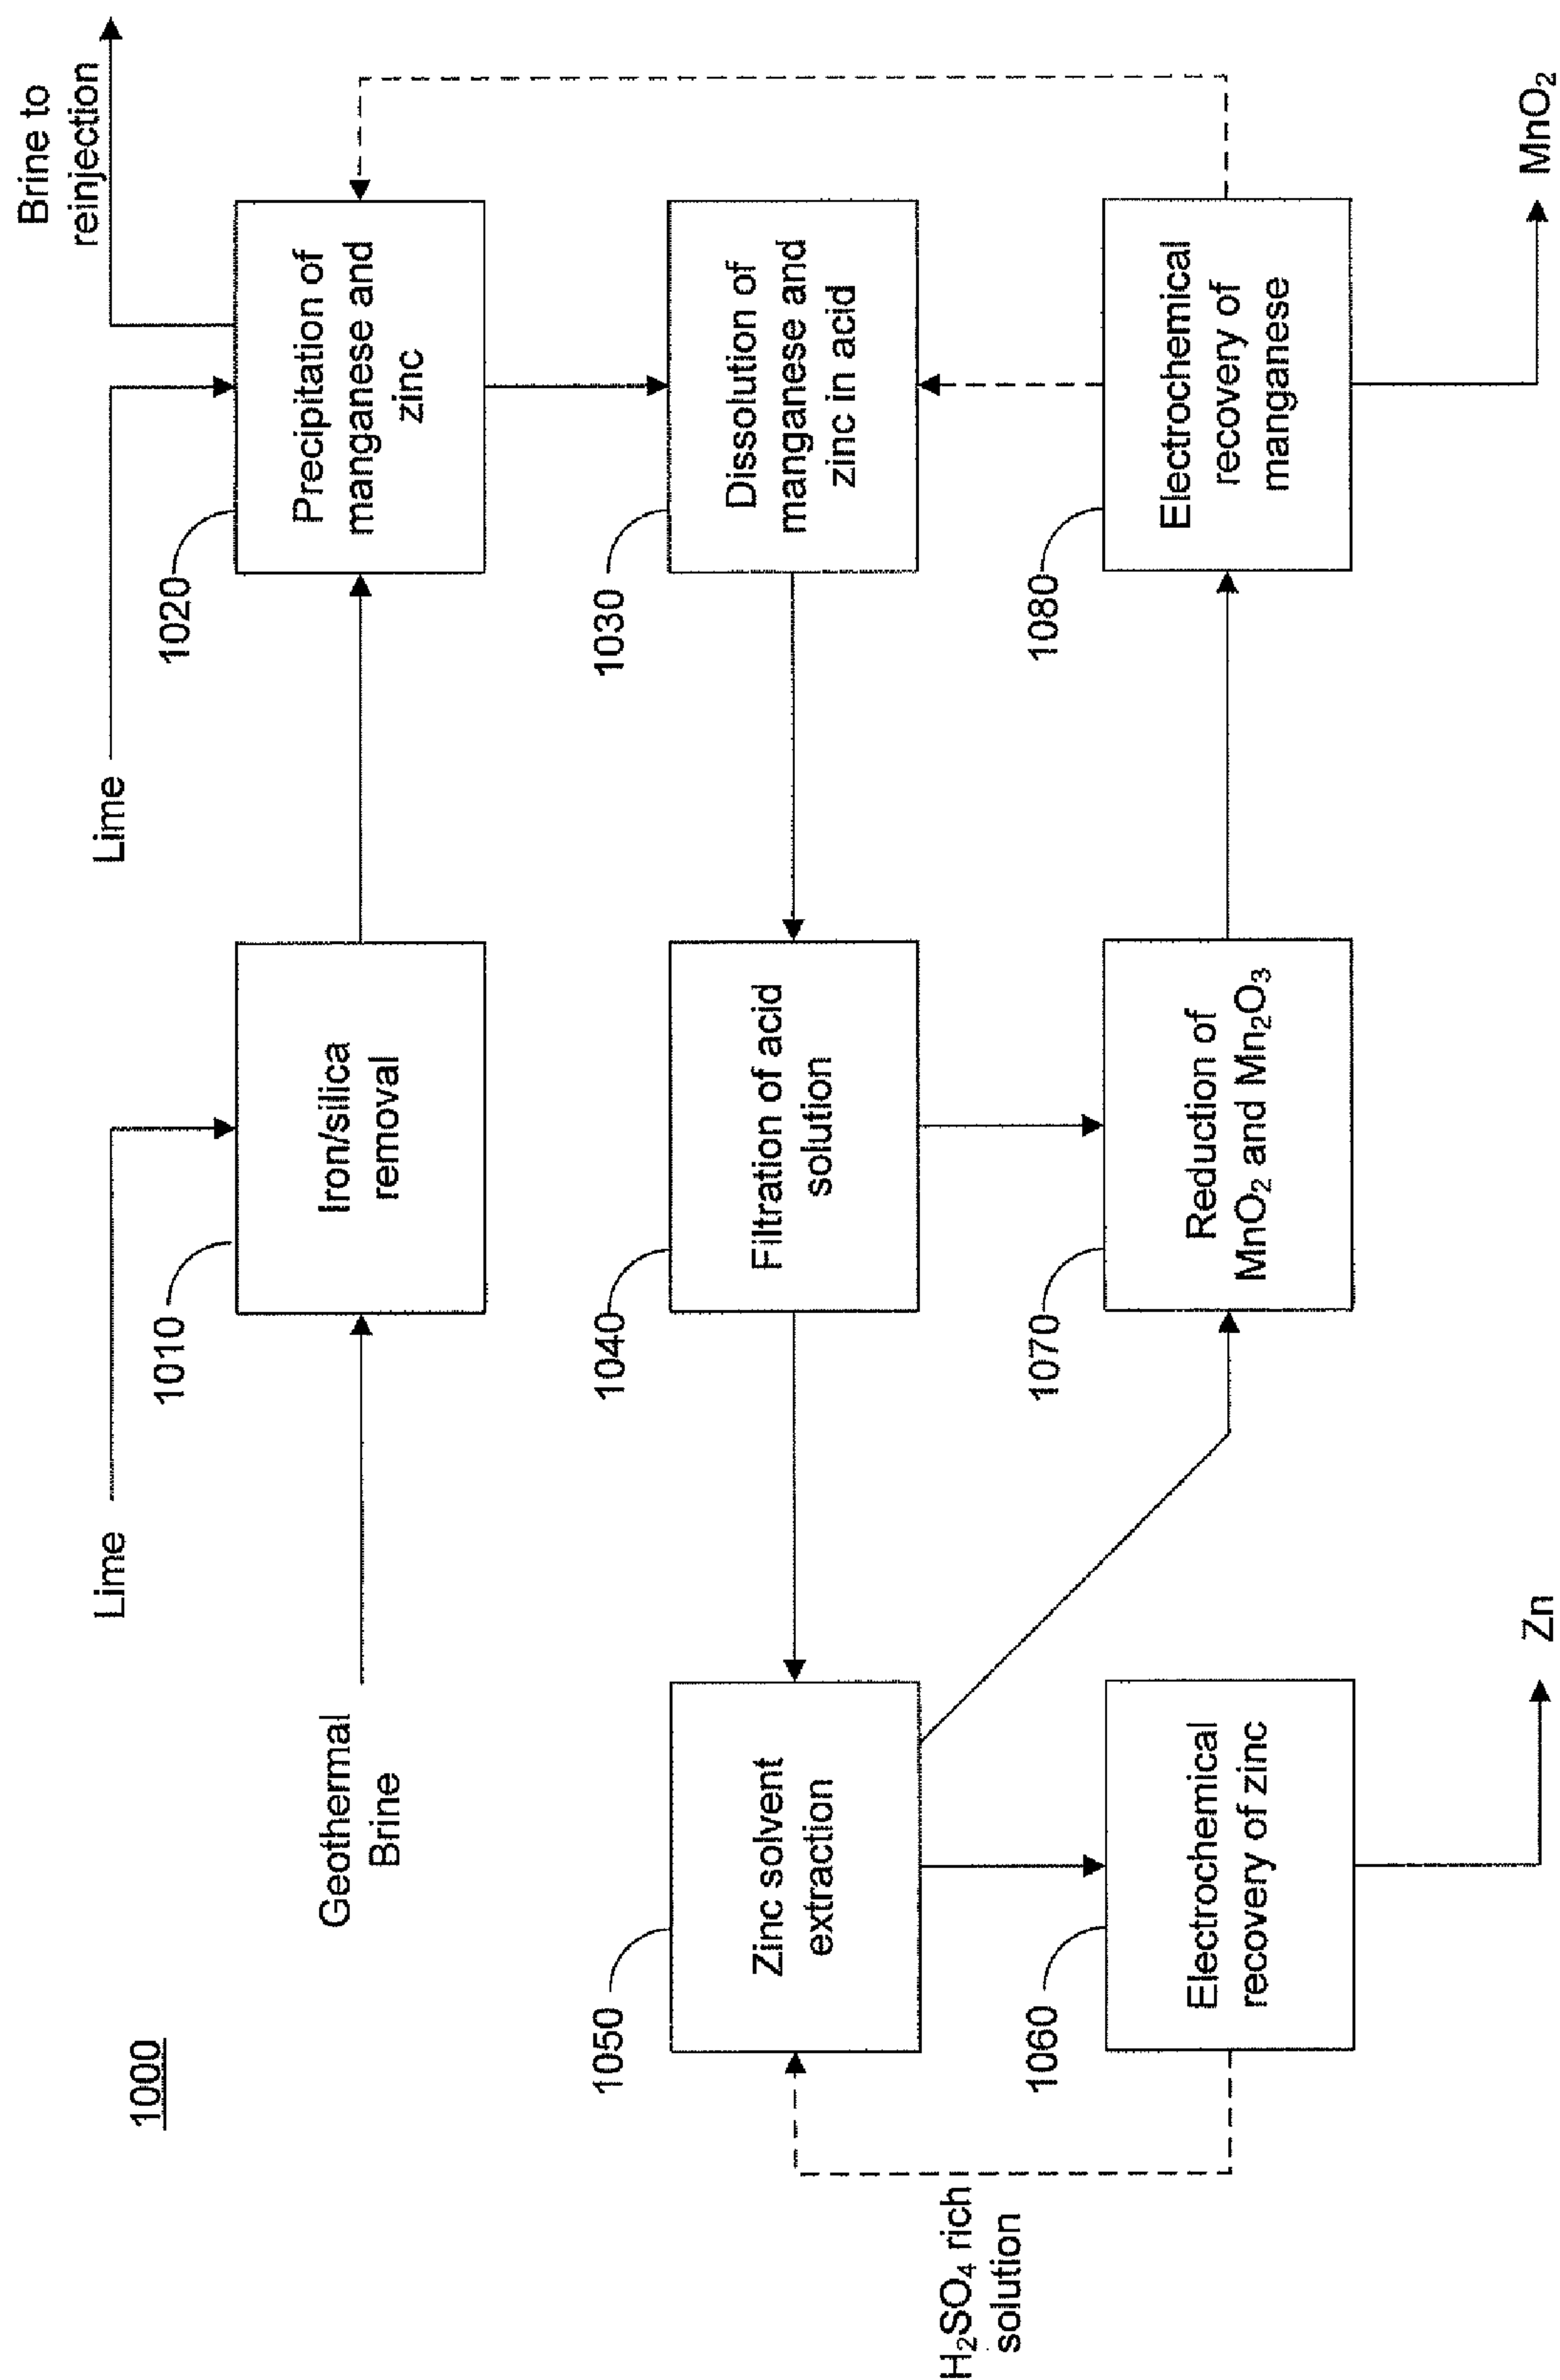 1000
Lime
Lime
Brine to
reinjection
Geothermal
Brine
1010
Iron/silica
removal
1020
Precipitation of
manganese and
zinc
1050
Zinc solvent
extraction
1040
Filtration of acid
solution
1030
Dissolution of
manganese and
zinc in acid
H₂SO₄ rich
solution
1060
Electrochemical
recovery of zinc
1070
Reduction of
MnO₂ and Mn₂O₃
1080
Electrochemical
recovery of
manganese
Zn
MnO₂